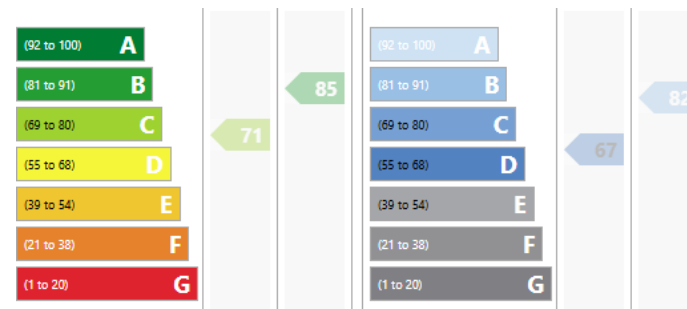 (92 to 100) A
(81 to 91) B
(69 to 80) C
(55 to 68) D
(39 to 54) E
(21 to 38) F
(1 to 20) G
71
85
(92 to 100) A
(81 to 91) B
(69 to 80) C
(55 to 68) D
(39 to 54) E
(21 to 38) F
(1 to 20) G
67
82